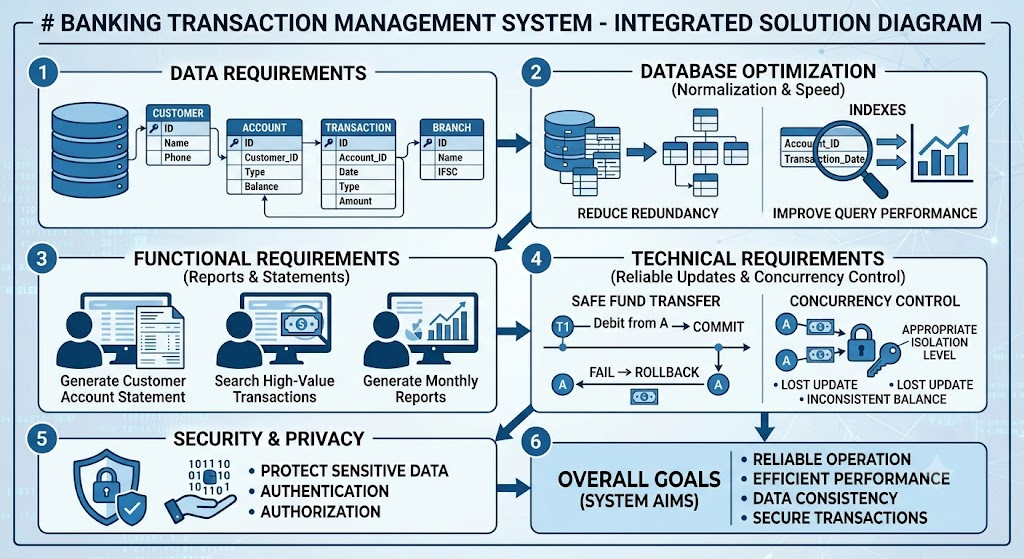 # BANKING TRANSACTION MANAGEMENT SYSTEM - INTEGRATED SOLUTION DIAGRAM
1
DATA REQUIREMENTS
CUSTOMER
ID
Name
Phone
ACCOUNT
ID
Customer_ID
Type
Balance
TRANSACTION
ID
Account_ID
Date
Type
Amount
BRANCH
ID
Name
IFSC
2
DATABASE OPTIMIZATION
(Normalization & Speed)
REDUCE REDUNDANCY
INDEXES
Account_ID
Transaction_Date
IMPROVE QUERY PERFORMANCE
3
FUNCTIONAL REQUIREMENTS
(Reports & Statements)
Generate Customer
Account Statement
$
Search High-Value
Transactions
Generate Monthly
Reports
4
TECHNICAL REQUIREMENTS
(Reliable Updates & Concurrency Control)
SAFE FUND TRANSFER
T1
Debit from A
COMMIT
FAIL → ROLLBACK
A
A
CONCURRENCY CONTROL
A
A
APPROPRIATE
ISOLATION
LEVEL
• LOST UPDATE
• LOST UPDATE
• INCONSISTENT BALANCE
5
SECURITY & PRIVACY
1011 10
01 0
10 1101
• PROTECT SENSITIVE DATA
• AUTHENTICATION
• AUTHORIZATION
6
OVERALL GOALS
(SYSTEM AIMS)
• RELIABLE OPERATION
• EFFICIENT PERFORMANCE
• DATA CONSISTENCY
• SECURE TRANSACTIONS